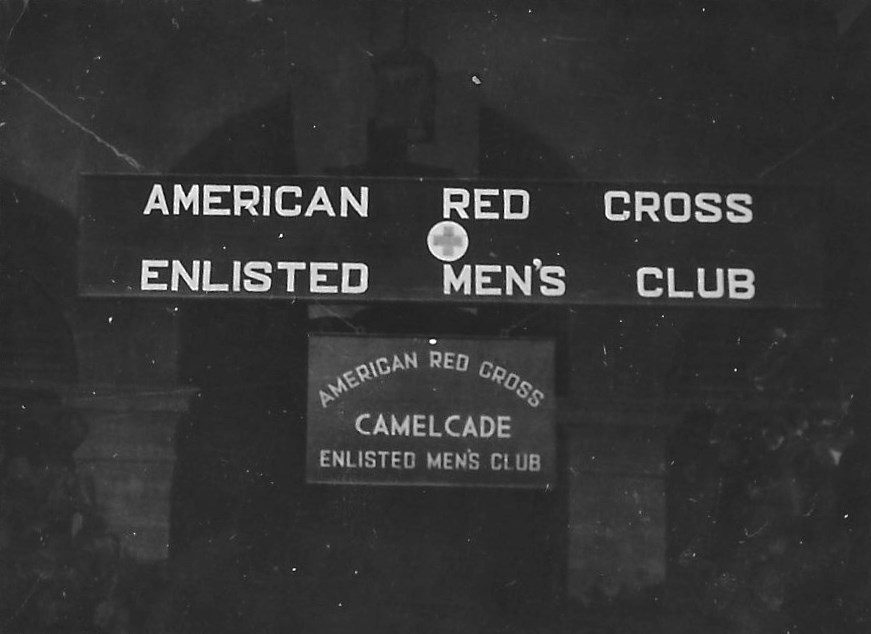 AMERICAN RED CROSS
ENLISTED MEN'S CLUB
AMERICAN RED CROSS
CAMELCADE
ENLISTED MEN'S CLUB